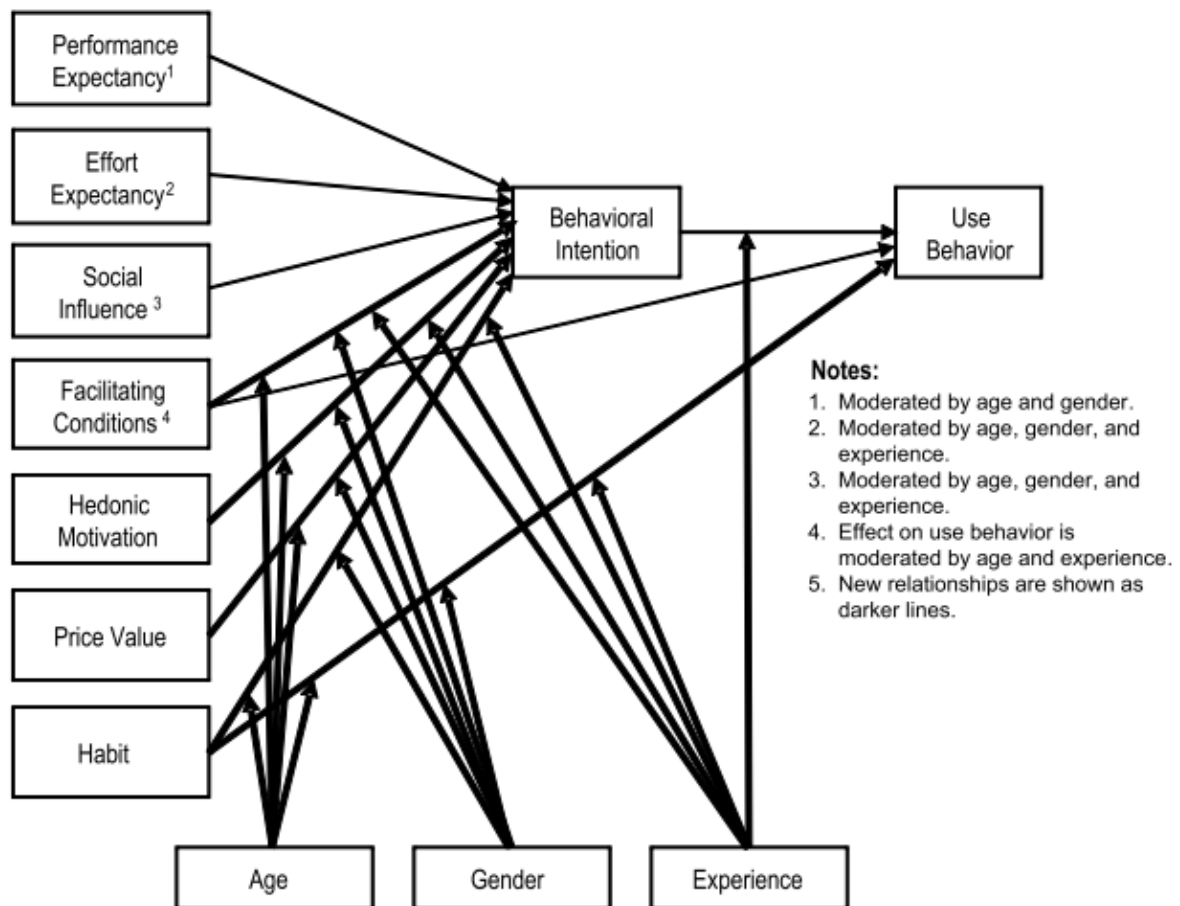 Performance
Expectancy¹
Effort
Expectancy²
Social
Influence ³
Facilitating
Conditions ⁴
Hedonic
Motivation
Price Value
Habit
Behavioral
Intention
Use
Behavior
Notes:
1. Moderated by age and gender.
2. Moderated by age, gender, and
experience.
3. Moderated by age, gender, and
experience.
4. Effect on use behavior is
moderated by age and experience.
5. New relationships are shown as
darker lines.
Age
Gender
Experience